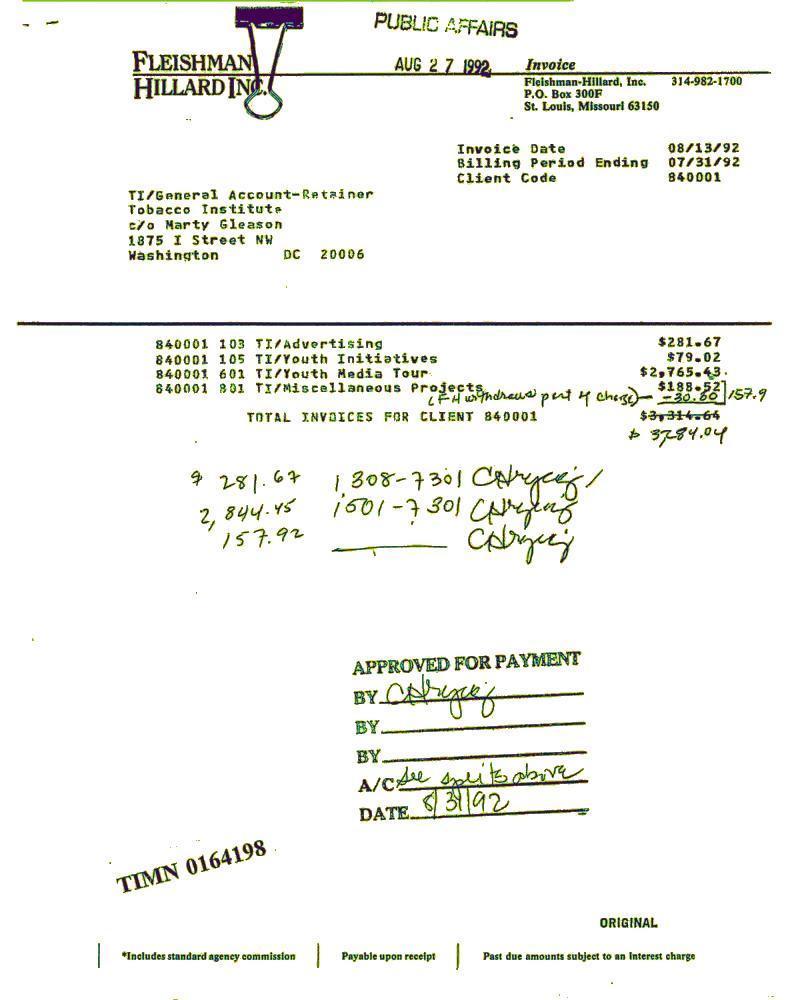 PUBLIC AFFAIRS
AUG 27 1992
FLEISHMAN
HILLARD INC.
Invoice
Fleishman-Hillard, Inc. 314-982-1700
P.O. Box 300F
St. Louis, Missouri 63150
Invoice Date 08/13/92
Billing Period Ending 07/31/92
Client Code 840001
TI/General Account-Retainer
Tobacco Institute
c/o Marty Gleason
1875 I Street NW
Washington DC 20006
840001 103 TI/Advertising $281.67
840001 105 TI/Youth Initiatives $79.02
840001 601 TI/Youth Media Tour $2,765.43
840001 801 TI/Miscellaneous Projects $188.52
(F-H withdraws part of charge) - 30.60 157.9
TOTAL INVOICES FOR CLIENT 840001 $3,314.64
$ 3284.04
$ 281.67 1308-7301
2,844.45 1501-7301
157.92
APPROVED FOR PAYMENT
BY
BY
BY
A/C See splits above
DATE 8/31/92
TIMN 0164198
ORIGINAL
*Includes standard agency commission
Payable upon receipt
Past due amounts subject to an interest charge